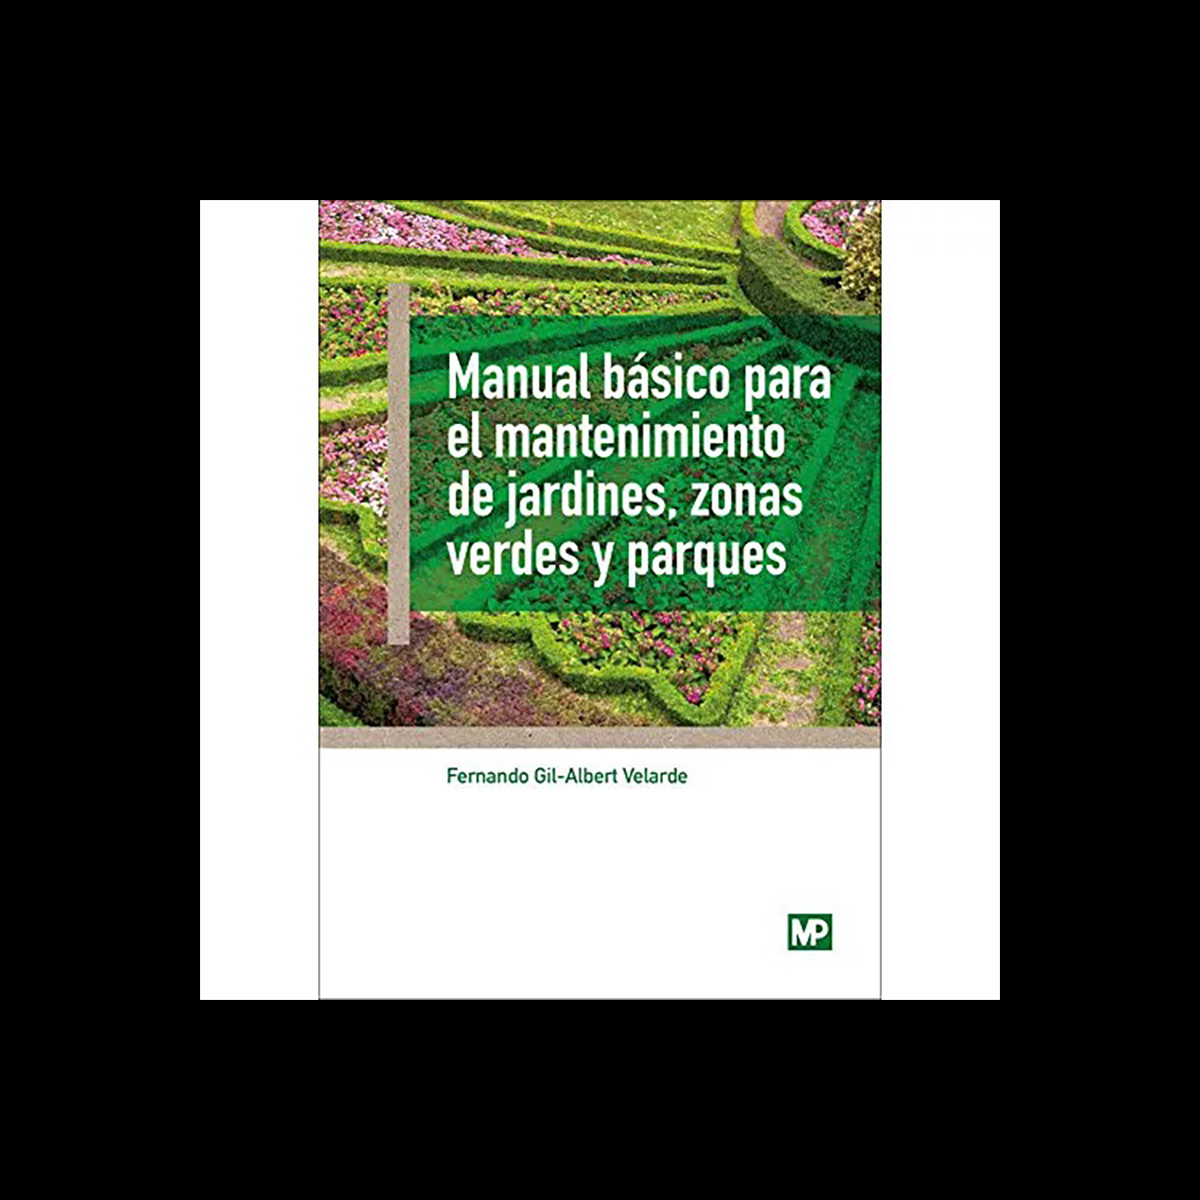 Manual básico para
el mantenimiento
de jardines, zonas
verdes y parques
Fernando Gil-Albert Velarde
MP